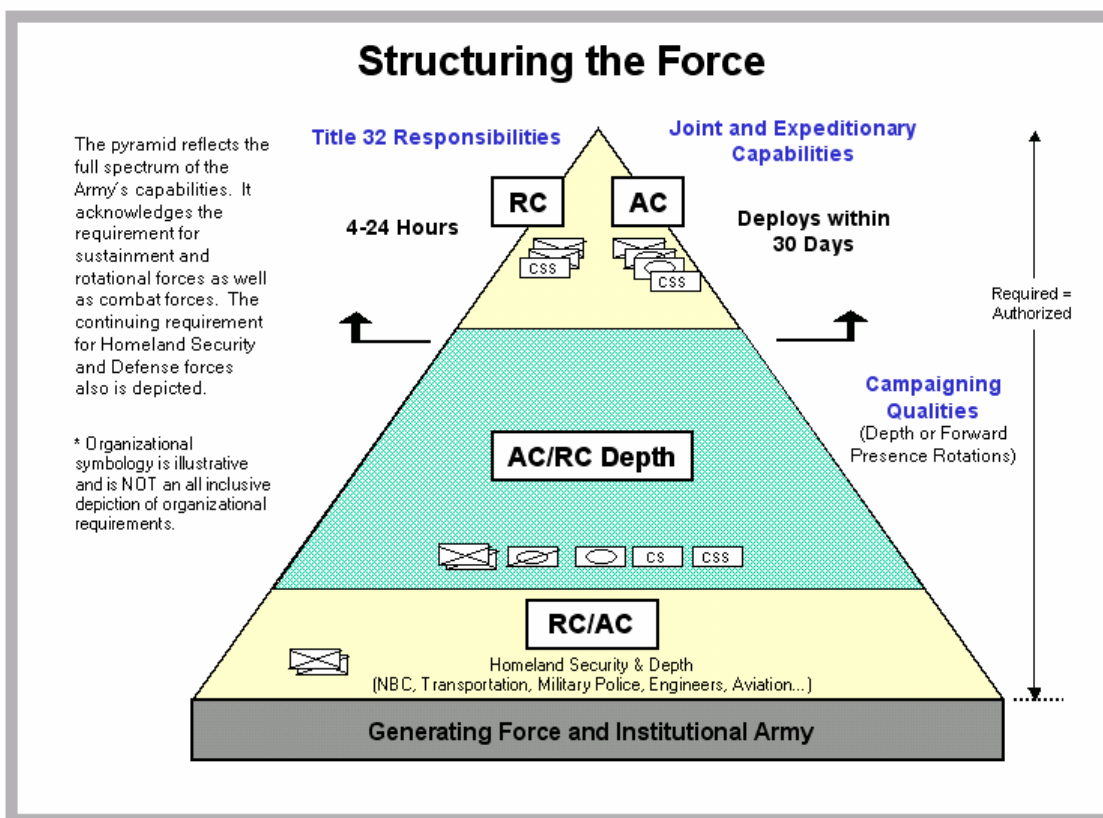 Structuring the Force
The pyramid reflects the
full spectrum of the
Army's capabilities. It
acknowledges the
requirement for
sustainment and
rotational forces as well
as combat forces. The
continuing requirement
for Homeland Security
and Defense forces
also is depicted.
* Organizational
symbology is illustrative
and is NOT an all inclusive
depiction of organizational
requirements.
Title 32 Responsibilities
Joint and Expeditionary
Capabilities
RC
AC
4-24 Hours
Deploys within
30 Days
CSS
CSS
Required =
Authorized
Campaigning
Qualities
(Depth or Forward
Presence Rotations)
AC/RC Depth
CS
CSS
RC/AC
Homeland Security & Depth
(NBC, Transportation, Military Police, Engineers, Aviation...)
Generating Force and Institutional Army